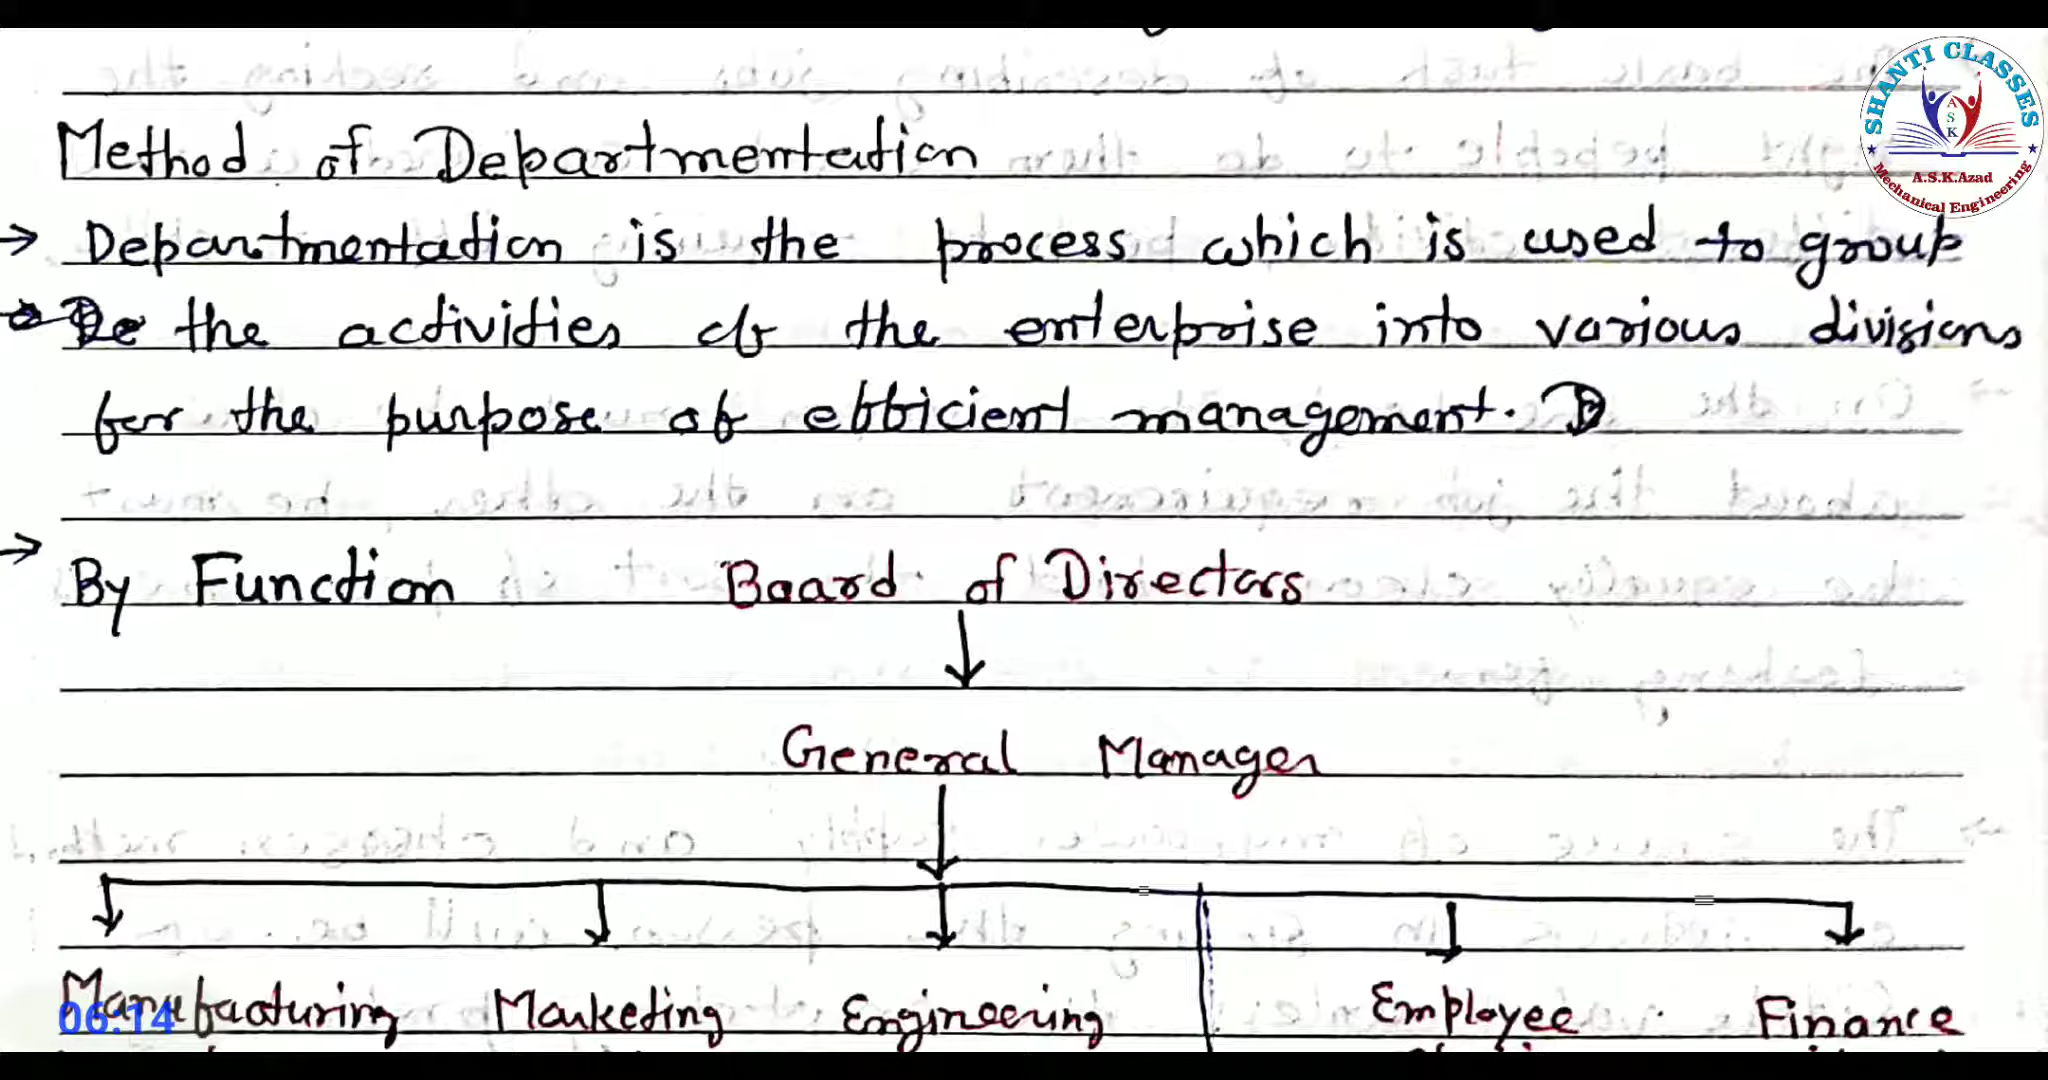 SHANTI CLASSES
A S K
A.S.K.Azad
Mechanical Engineering
Method of Departmentation
→ Departmentation is the process which is used to group
the activities of the enterprise into various divisions
for the purpose of efficient management.
→ By Function Board of Directors
General Manager
Manufacturing Marketing Engineering Employee Finance
06:14